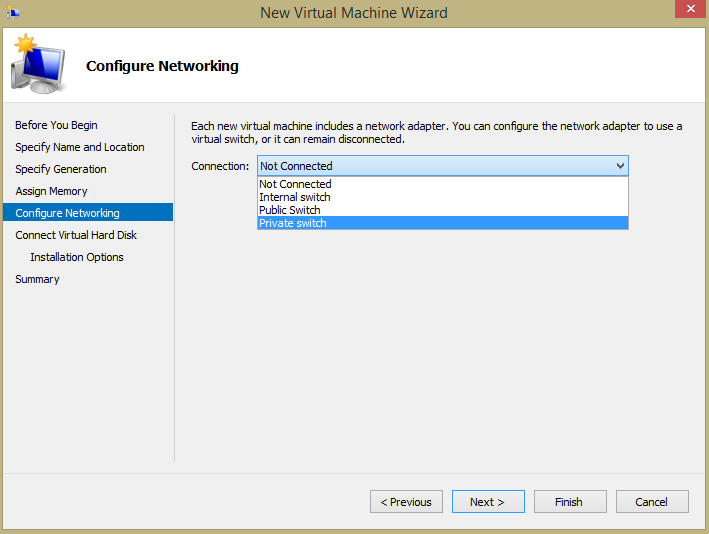 New Virtual Machine Wizard
Configure Networking
Before You Begin
Specify Name and Location
Specify Generation
Assign Memory
Configure Networking
Connect Virtual Hard Disk
Installation Options
Summary
Each new virtual machine includes a network adapter. You can configure the network adapter to use a
virtual switch, or it can remain disconnected.
Connection: Not Connected
Not Connected
Internal switch
Public Switch
Private switch
< Previous Next > Finish Cancel